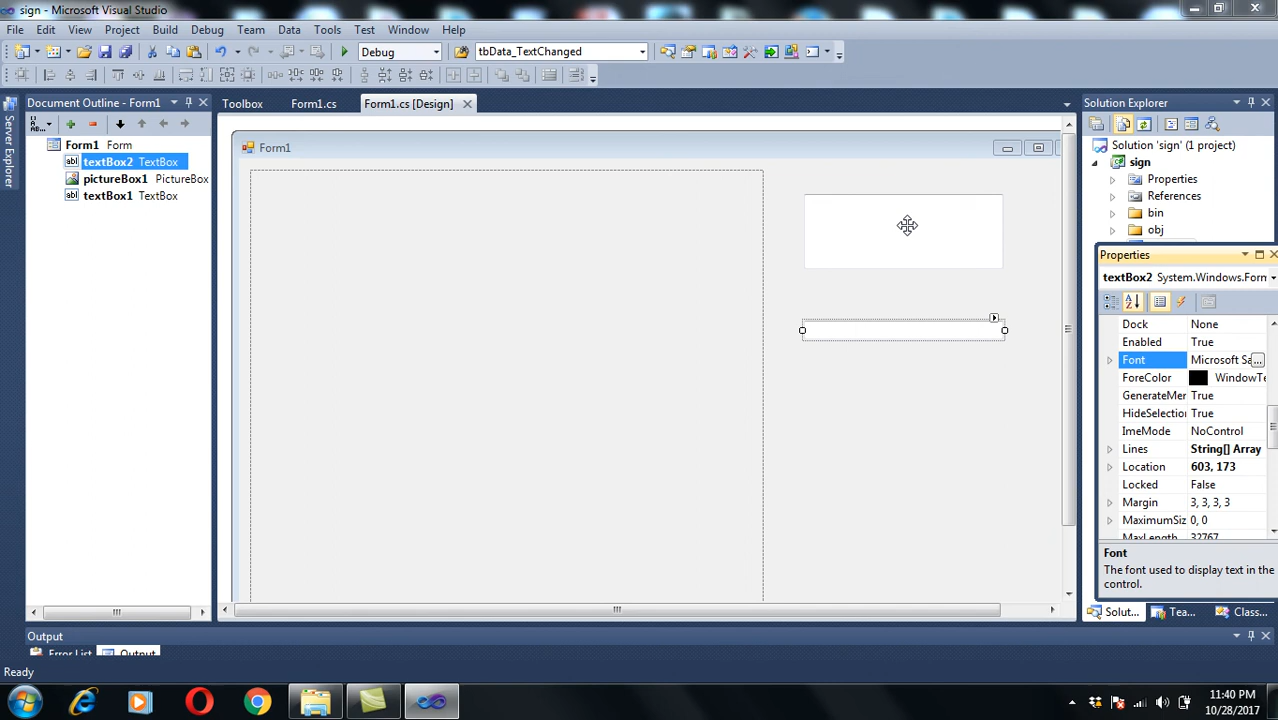 sign - Microsoft Visual Studio
File Edit View Project Build Debug Team Data Tools Test Window Help
Debug tbData_TextChanged
Document Outline - Form1
Toolbox Form1.cs Form1.cs [Design]
Solution Explorer
Server Explorer
Form1 Form
textBox2 TextBox
pictureBox1 PictureBox
textBox1 TextBox
Form1
Solution 'sign' (1 project)
sign
Properties
References
bin
obj
Properties
textBox2 System.Windows.Form
Dock None
Enabled True
Font Microsoft Sa ...
ForeColor WindowTe
GenerateMer True
HideSelection True
ImeMode NoControl
Lines String[] Array
Location 603, 173
Locked False
Margin 3, 3, 3, 3
MaximumSiz 0, 0
MaxLength 32767
Font
The font used to display text in the
control.
Solut... Tea... Class...
Output
Error List Output
Ready
11:40 PM
10/28/2017